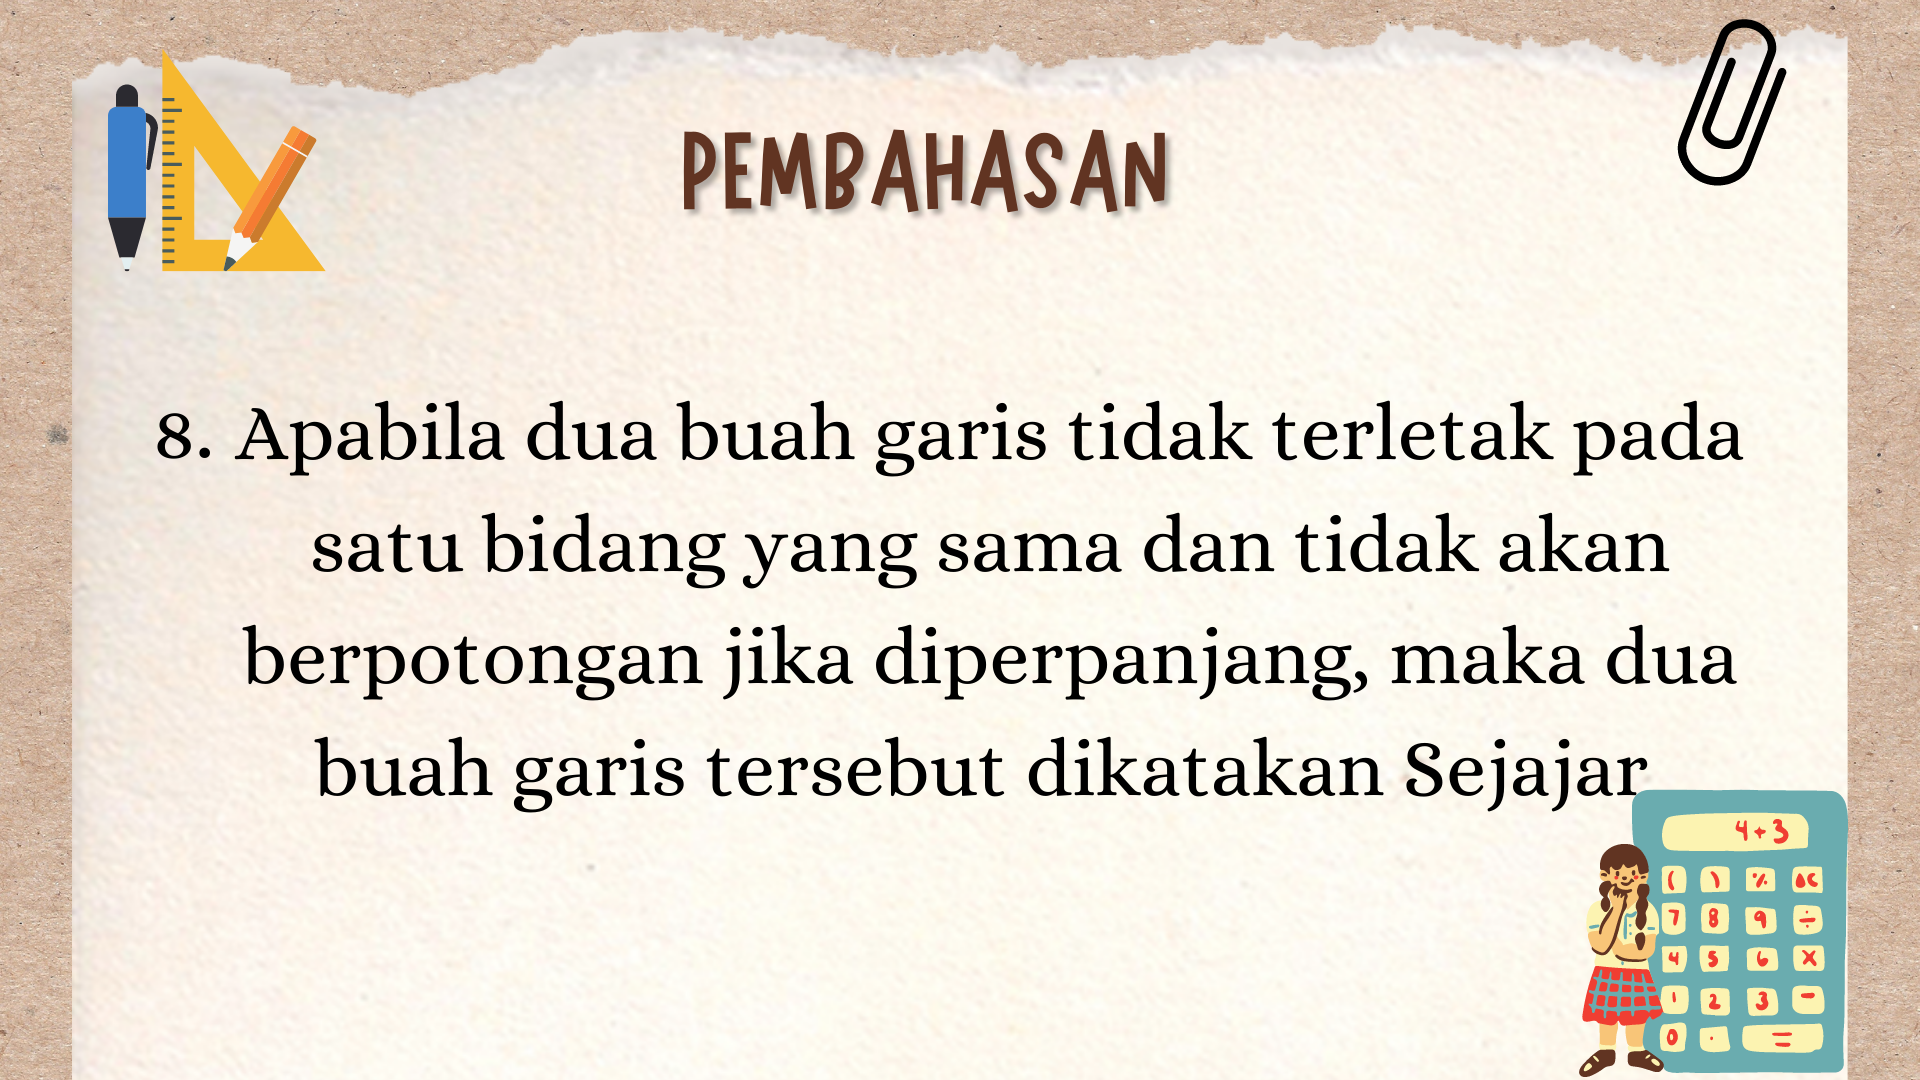 PEMBAHASAN
8. Apabila dua buah garis tidak terletak pada
satu bidang yang sama dan tidak akan
berpotongan jika diperpanjang, maka dua
buah garis tersebut dikatakan Sejajar
4+3
( ) % AC
7 8 9 ÷
4 5 6 X
1 2 3 -
0 . =